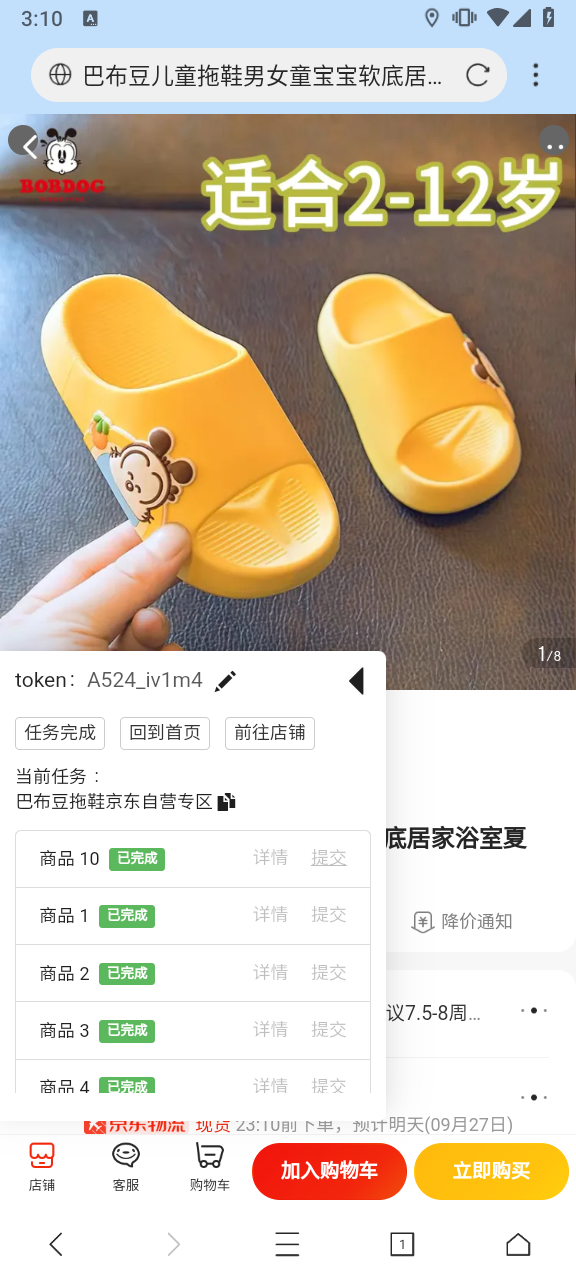 3:10
A
巴布豆儿童拖鞋男女童宝宝软底居...
BOBDOG
适合2-12岁
1/8
token: A524_iv1m4
任务完成 回到首页 前往店铺
当前任务：
巴布豆拖鞋京东自营专区
底居家浴室夏
商品 10 已完成 详情 提交
商品 1 已完成 详情 提交
降价通知
商品 2 已完成 详情 提交
议7.5-8周...
商品 3 已完成 详情 提交
商品 4 已完成 详情 提交
京东物流 现货 23:10前下单，预计明天(09月27日)
店铺 客服 购物车 加入购物车 立即购买
1